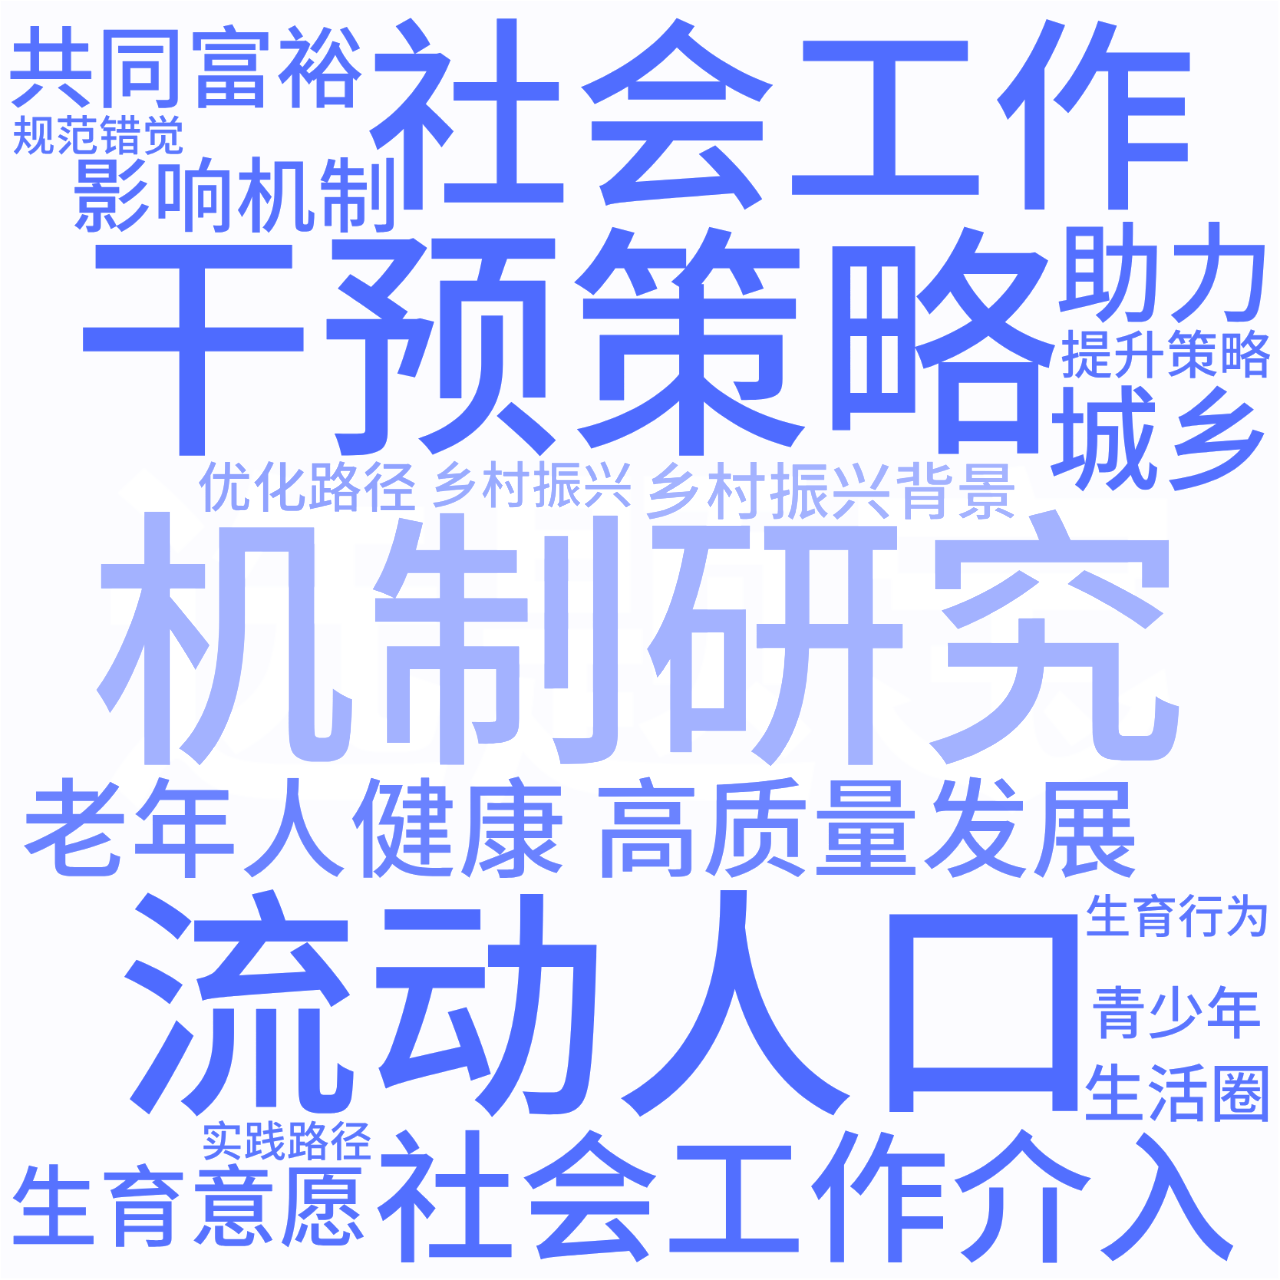 共同富裕
社会工作
规范错觉
影响机制
干预策略
助力
提升策略
城乡
优化路径
乡村振兴
乡村振兴背景
机制研究
老年人健康
高质量发展
流动人口
生育行为
青少年
生活圈
实践路径
生育意愿
社会工作介入